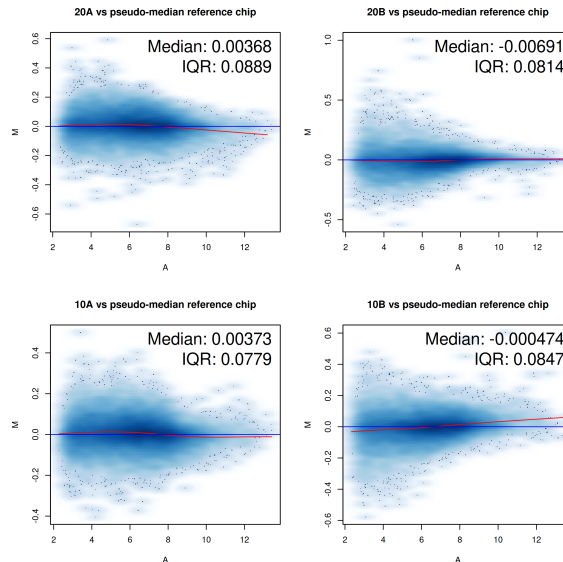 20A vs pseudo-median reference chip
Median: 0.00368
IQR: 0.0889
M
0.6
0.4
0.2
0.0
-0.2
-0.4
-0.6
2 4 6 8 10 12
A
20B vs pseudo-median reference chip
Median: -0.00691
IQR: 0.0814
M
1.0
0.5
0.0
-0.5
2 4 6 8 10 12
A
10A vs pseudo-median reference chip
Median: 0.00373
IQR: 0.0779
M
0.4
0.2
0.0
-0.2
-0.4
2 4 6 8 10 12
A
10B vs pseudo-median reference chip
Median: -0.000474
IQR: 0.0847
M
0.6
0.4
0.2
0.0
-0.2
-0.4
-0.6
2 4 6 8 10 12
A